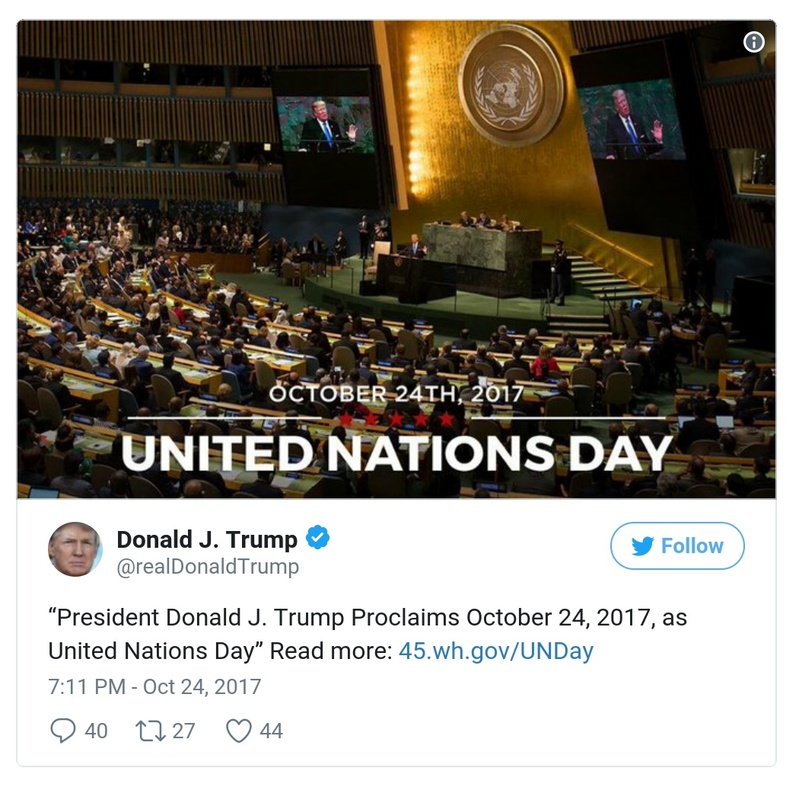 OCTOBER 24TH, 2017
UNITED NATIONS DAY
Donald J. Trump
@realDonaldTrump
Follow
“President Donald J. Trump Proclaims October 24, 2017, as
United Nations Day” Read more: 45.wh.gov/UNDay
7:11 PM - Oct 24, 2017
40 27 44